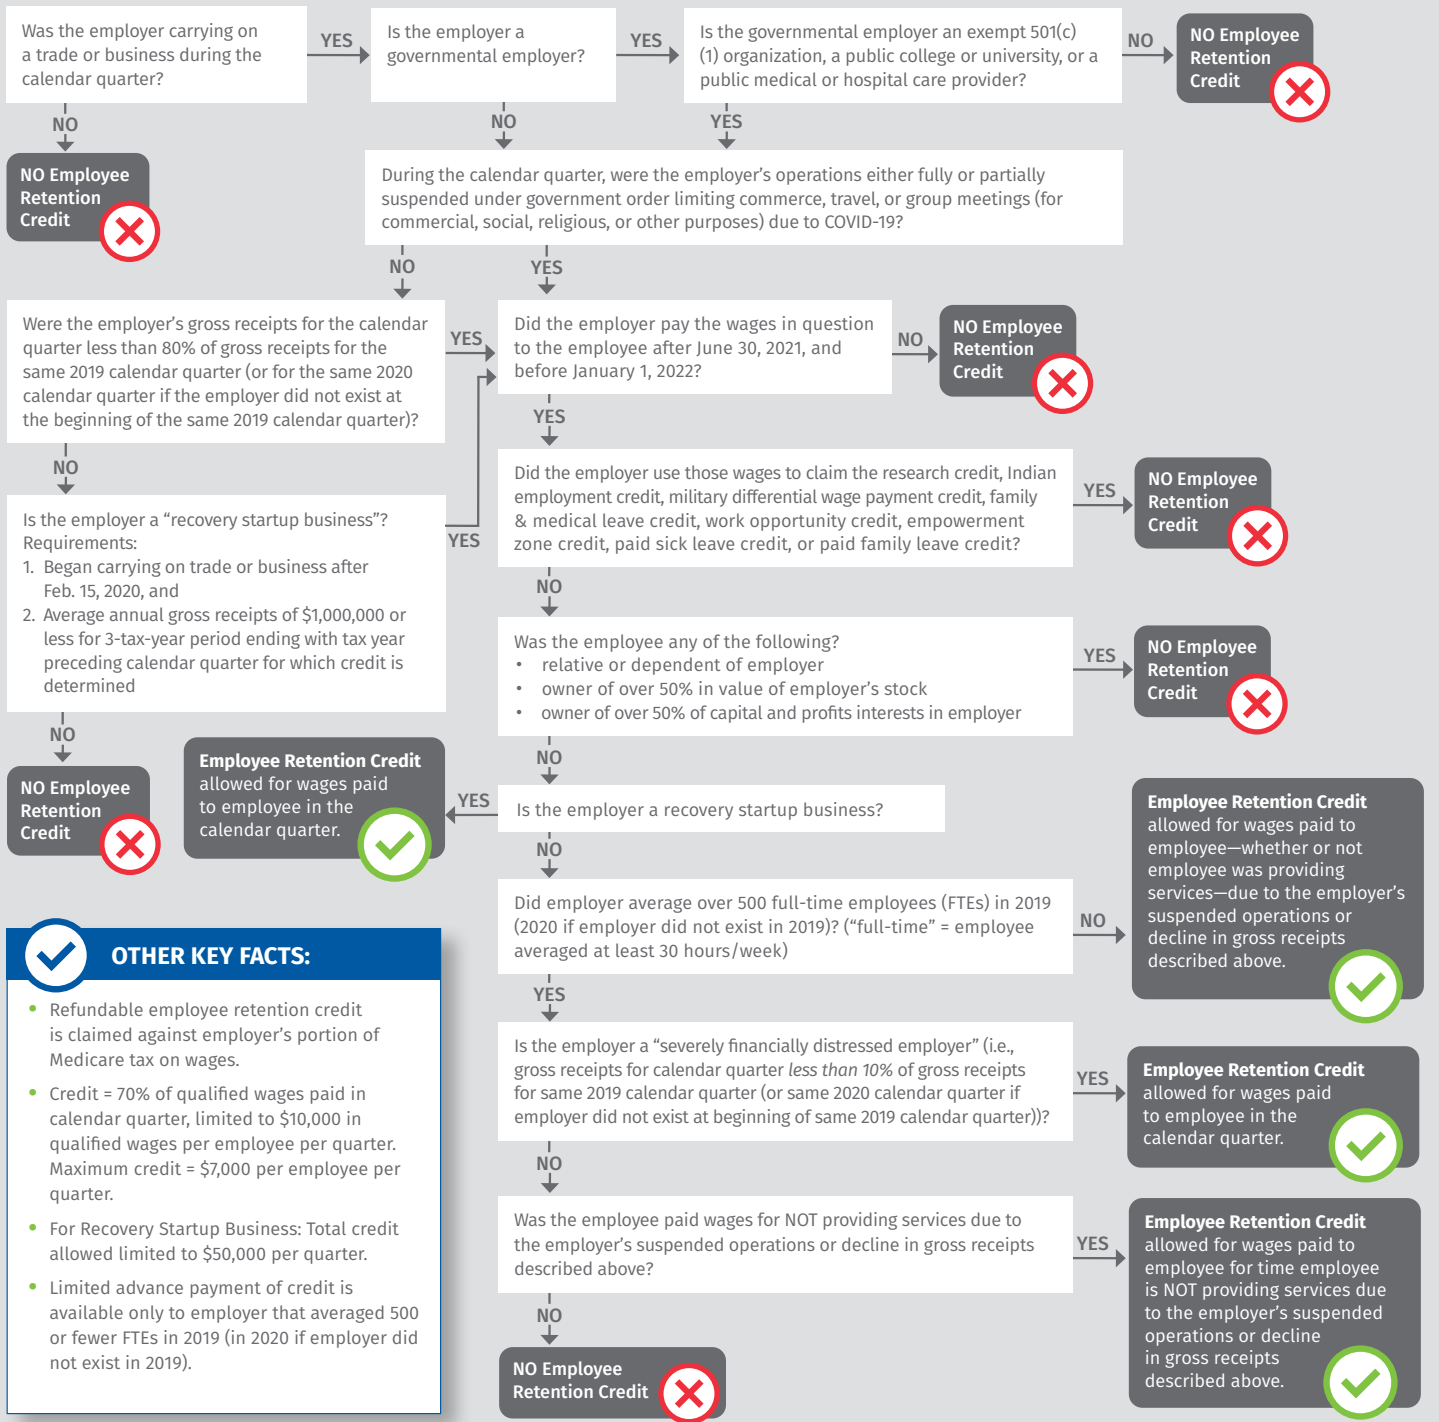 Was the employer carrying on
a trade or business during the
calendar quarter?
YES
Is the employer a
governmental employer?
YES
Is the governmental employer an exempt 501(c)
(1) organization, a public college or university, or a
public medical or hospital care provider?
NO
NO Employee
Retention
Credit
NO
NO
YES
NO Employee
Retention
Credit
During the calendar quarter, were the employer's operations either fully or partially
suspended under government order limiting commerce, travel, or group meetings (for
commercial, social, religious, or other purposes) due to COVID-19?
NO
YES
Were the employer's gross receipts for the calendar
quarter less than 80% of gross receipts for the
same 2019 calendar quarter (or for the same 2020
calendar quarter if the employer did not exist at
the beginning of the same 2019 calendar quarter)?
YES
Did the employer pay the wages in question
to the employee after June 30, 2021, and
before January 1, 2022?
NO
NO Employee
Retention
Credit
YES
NO
Did the employer use those wages to claim the research credit, Indian
employment credit, military differential wage payment credit, family
& medical leave credit, work opportunity credit, empowerment
zone credit, paid sick leave credit, or paid family leave credit?
YES
NO Employee
Retention
Credit
Is the employer a "recovery startup business"?
Requirements:
1. Began carrying on trade or business after
Feb. 15, 2020, and
2. Average annual gross receipts of $1,000,000 or
less for 3-tax-year period ending with tax year
preceding calendar quarter for which credit is
determined
YES
NO
Was the employee any of the following?
• relative or dependent of employer
• owner of over 50% in value of employer's stock
• owner of over 50% of capital and profits interests in employer
YES
NO Employee
Retention
Credit
NO
NO
NO Employee
Retention
Credit
Employee Retention Credit
allowed for wages paid
to employee in the
calendar quarter.
YES
Is the employer a recovery startup business?
NO
Employee Retention Credit
allowed for wages paid to
employee—whether or not
employee was providing
services—due to the employer's
suspended operations or
decline in gross receipts
described above.
Did employer average over 500 full-time employees (FTEs) in 2019
(2020 if employer did not exist in 2019)? ("full-time" = employee
averaged at least 30 hours/week)
NO
YES
Is the employer a "severely financially distressed employer" (i.e.,
gross receipts for calendar quarter less than 10% of gross receipts
for same 2019 calendar quarter (or same 2020 calendar quarter if
employer did not exist at beginning of same 2019 calendar quarter))?
YES
Employee Retention Credit
allowed for wages paid
to employee in the
calendar quarter.
NO
Was the employee paid wages for NOT providing services due to
the employer's suspended operations or decline in gross receipts
described above?
YES
Employee Retention Credit
allowed for wages paid to
employee for time employee
is NOT providing services due
to the employer's suspended
operations or decline
in gross receipts
described above.
NO
NO Employee
Retention Credit
OTHER KEY FACTS:
• Refundable employee retention credit
is claimed against employer's portion of
Medicare tax on wages.
• Credit = 70% of qualified wages paid in
calendar quarter, limited to $10,000 in
qualified wages per employee per quarter.
Maximum credit = $7,000 per employee per
quarter.
• For Recovery Startup Business: Total credit
allowed limited to $50,000 per quarter.
• Limited advance payment of credit is
available only to employer that averaged 500
or fewer FTEs in 2019 (in 2020 if employer did
not exist in 2019).